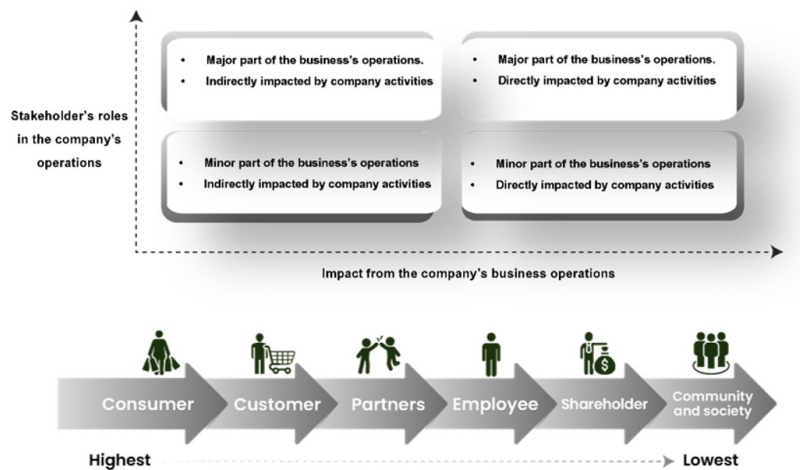 • Major part of the business's operations.
• Indirectly impacted by company activities
• Major part of the business's operations.
• Directly impacted by company activities
Stakeholder's roles
in the company's
operations
• Minor part of the business's operations
• Indirectly impacted by company activities
• Minor part of the business's operations
• Directly impacted by company activities
Impact from the company's business operations
$
Consumer
Customer
Partners
Employee
Shareholder
Community
and society
Highest
Lowest